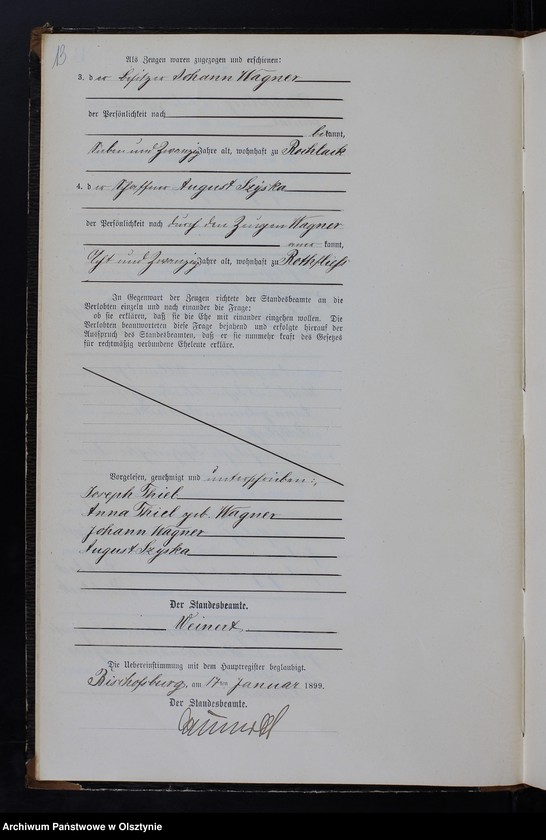 13
Als Zeugen waren zugezogen und erschienen:
3. der Besitzer Johann Wagner
der Persönlichkeit nach
bekannt,
sieben und zwanzig Jahre alt, wohnhaft zu Rochlack
4. der Schaffner August Szyska
der Persönlichkeit nach durch den Zeugen Wagner
anerkannt,
acht und zwanzig Jahre alt, wohnhaft zu Rothfließ
In Gegenwart der Zeugen richtete der Standesbeamte an die
Verlobten einzeln und nach einander die Frage:
ob sie erklären, daß sie die Ehe mit einander eingehen wollen. Die
Verlobten beantworteten diese Frage bejahend und erfolgte hierauf der
Ausspruch des Standesbeamten, daß er sie nunmehr kraft des Gesetzes
für rechtmäßig verbundene Eheleute erkläre.
Vorgelesen, genehmigt und unterschrieben:
Joseph Thiel
Anna Thiel geb. Wagner
Johann Wagner
August Szyska
Der Standesbeamte.
Weinert
Die Uebereinstimmung mit dem Hauptregister beglaubigt.
Bischofsburg, am 17ten Januar 1899.
Der Standesbeamte.
Archiwum Państwowe w Olsztynie